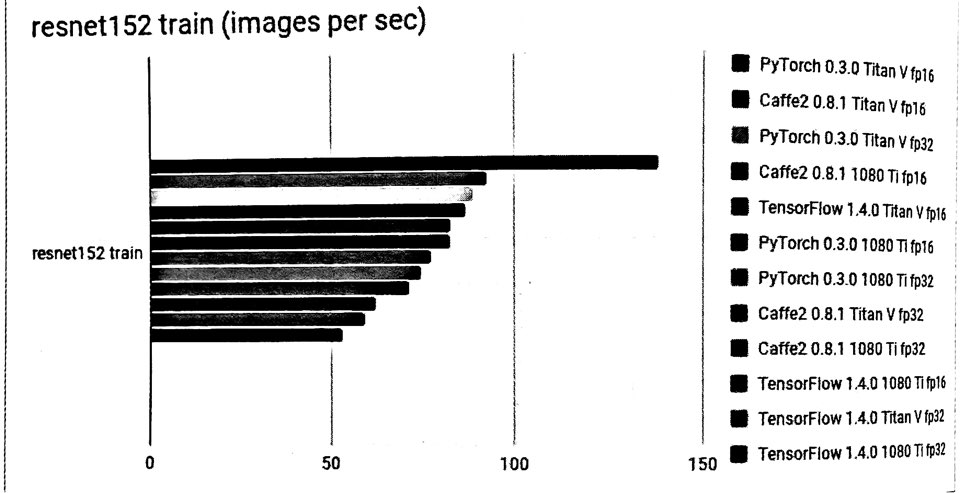 resnet152 train (images per sec)
resnet152 train
0
50
100
150
PyTorch 0.3.0 Titan V fp16
Caffe2 0.8.1 Titan V fp16
PyTorch 0.3.0 Titan V fp32
Caffe2 0.8.1 1080 Ti fp16
TensorFlow 1.4.0 Titan V fp16
PyTorch 0.3.0 1080 Ti fp16
PyTorch 0.3.0 1080 Ti fp32
Caffe2 0.8.1 Titan V fp32
Caffe2 0.8.1 1080 Ti fp32
TensorFlow 1.4.0 1080 Ti fp16
TensorFlow 1.4.0 Titan V fp32
TensorFlow 1.4.0 1080 Ti fp32